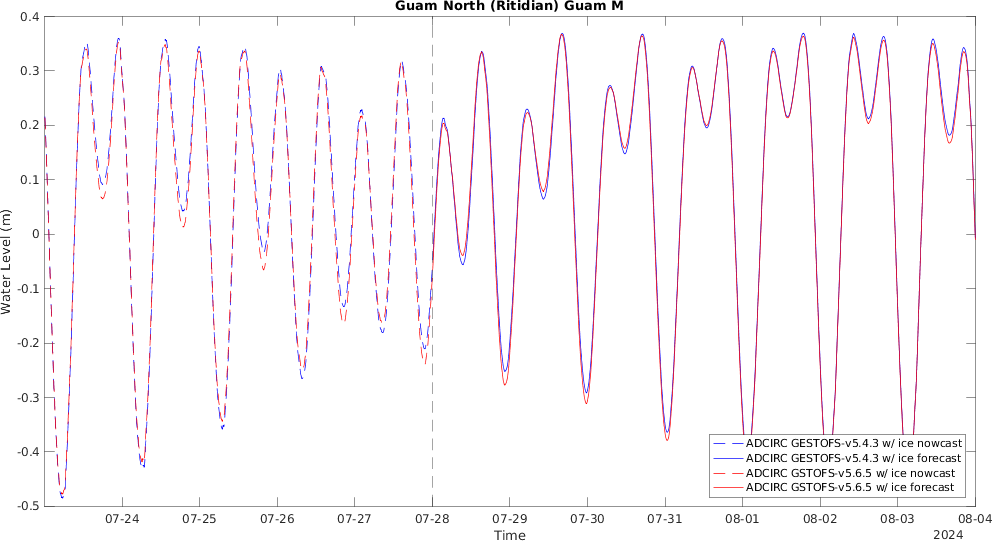 Guam North (Ritidian) Guam M
0.4
0.3
0.2
0.1
0
-0.1
-0.2
-0.3
-0.4
-0.5
Water Level (m)
ADCIRC GESTOFS-v5.4.3 w/ ice nowcast
ADCIRC GESTOFS-v5.4.3 w/ ice forecast
ADCIRC GSTOFS-v5.6.5 w/ ice nowcast
ADCIRC GSTOFS-v5.6.5 w/ ice forecast
07-24 07-25 07-26 07-27 07-28 07-29 07-30 07-31 08-01 08-02 08-03 08-04
Time
2024